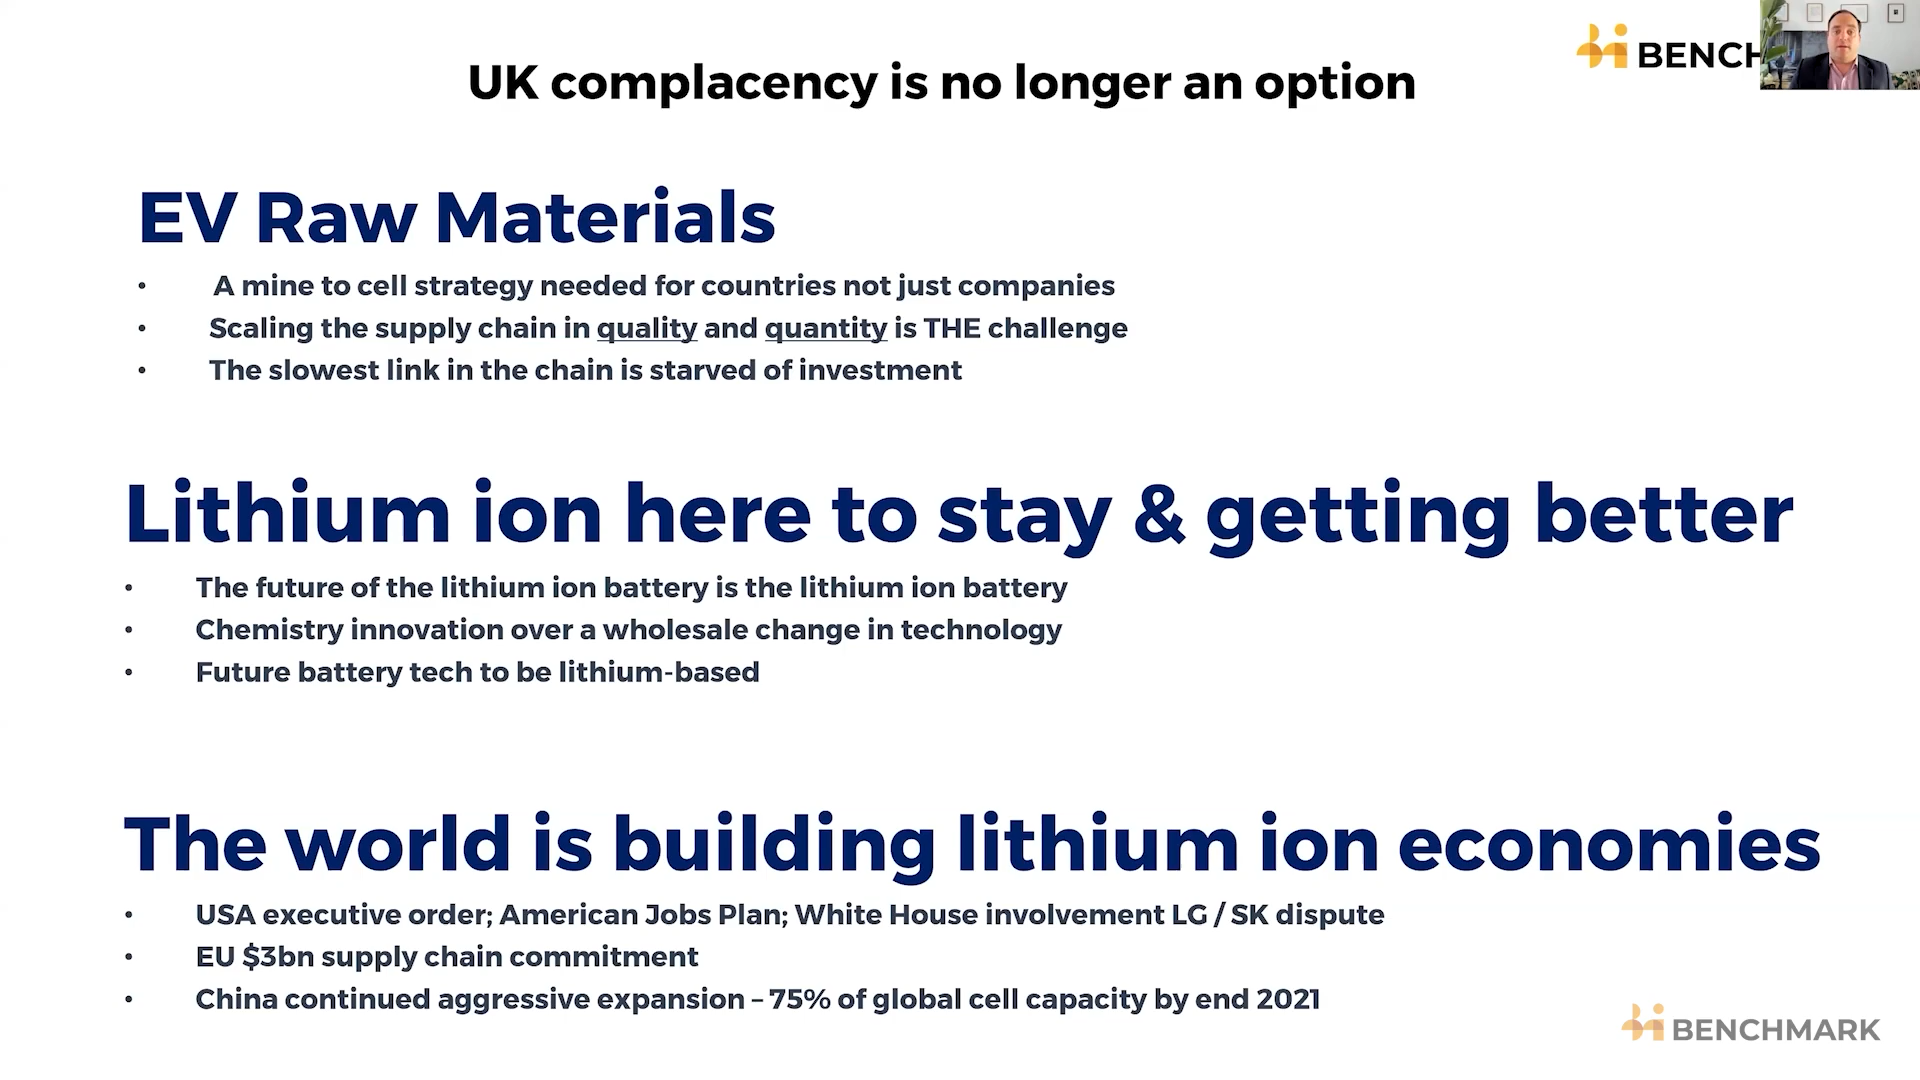 BENCH
UK complacency is no longer an option
EV Raw Materials
• A mine to cell strategy needed for countries not just companies
• Scaling the supply chain in quality and quantity is THE challenge
• The slowest link in the chain is starved of investment
Lithium ion here to stay & getting better
• The future of the lithium ion battery is the lithium ion battery
• Chemistry innovation over a wholesale change in technology
• Future battery tech to be lithium-based
The world is building lithium ion economies
• USA executive order; American Jobs Plan; White House involvement LG / SK dispute
• EU $3bn supply chain commitment
• China continued aggressive expansion – 75% of global cell capacity by end 2021
BENCHMARK